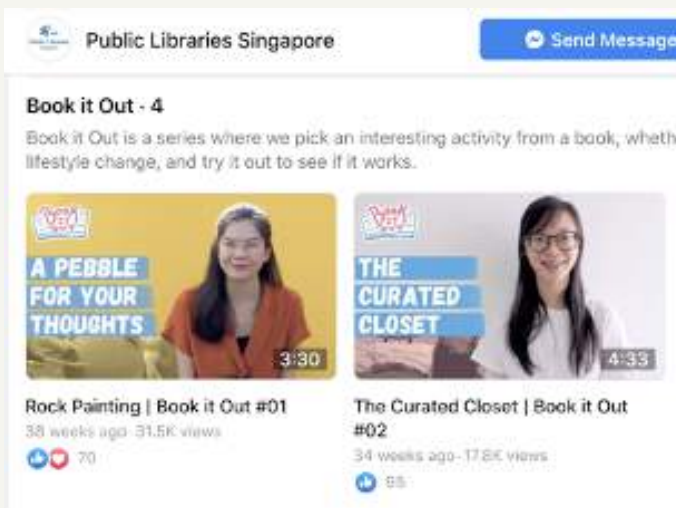 Public Libraries Singapore
Send Message
Book it Out - 4
Book it Out is a series where we pick an interesting activity from a book, wheth
lifestyle change, and try it out to see if it works.
A PEBBLE
FOR YOUR
THOUGHTS
3:30
THE
CURATED
CLOSET
4:33
Rock Painting | Book it Out #01
38 weeks ago · 31.5K views
70
The Curated Closet | Book it Out
#02
34 weeks ago · 17.8K views